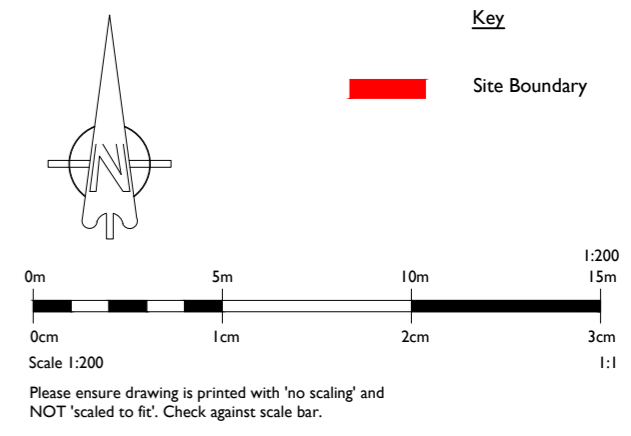 Key
N
Site Boundary
1:200
0m 5m 10m 15m
0cm 1cm 2cm 3cm
Scale 1:200 1:1
Please ensure drawing is printed with 'no scaling' and
NOT 'scaled to fit'. Check against scale bar.